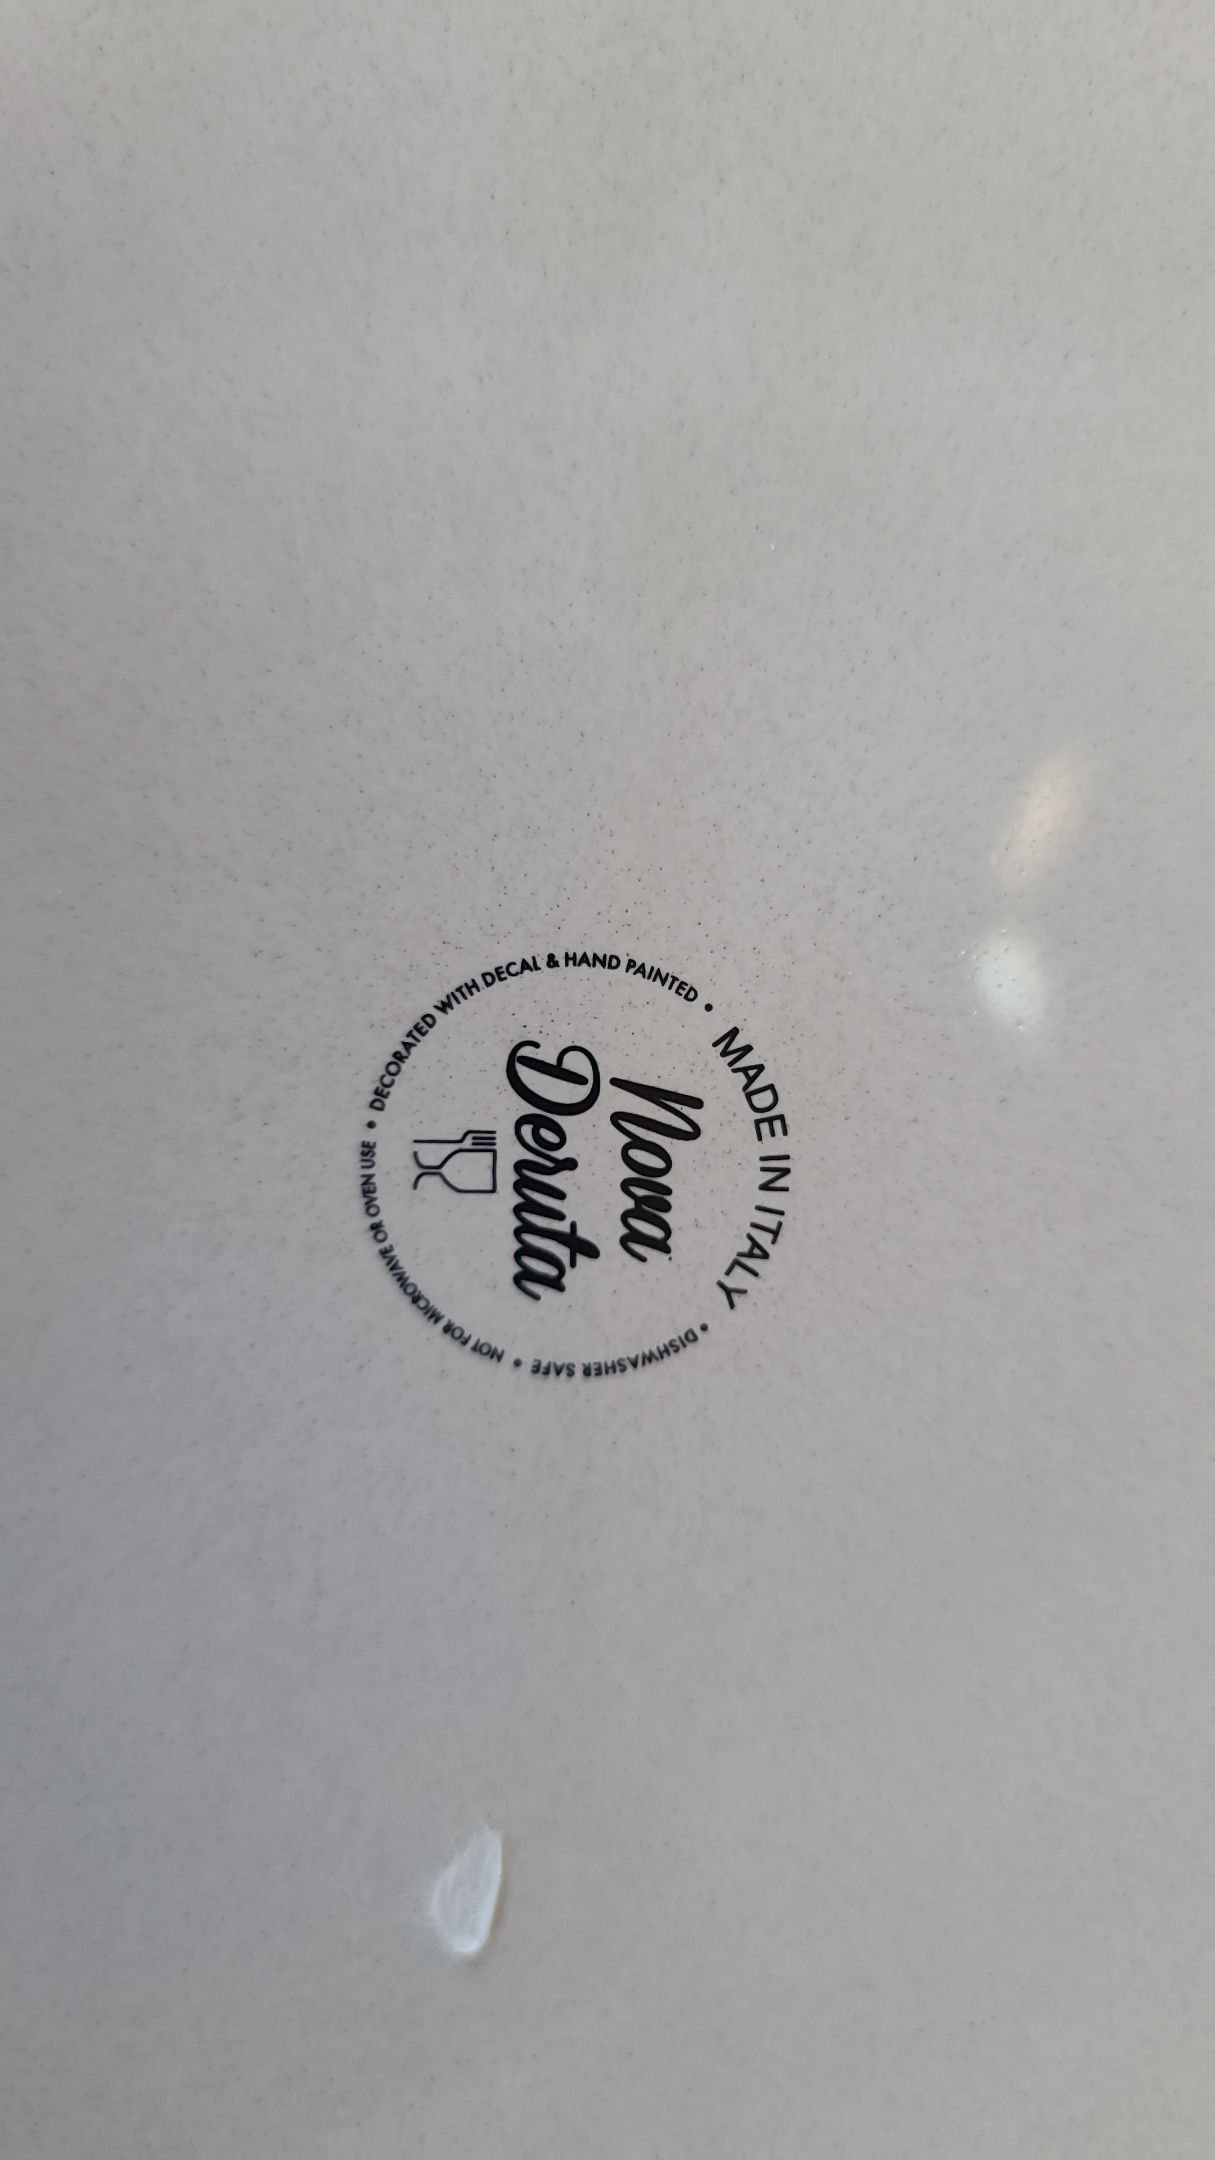 MADE IN ITALY
Nova
Deruta
• DECORATED WITH DECAL & HAND PAINTED •
• DISHWASHER SAFE • NOT FOR MICROWAVE OR OVEN USE